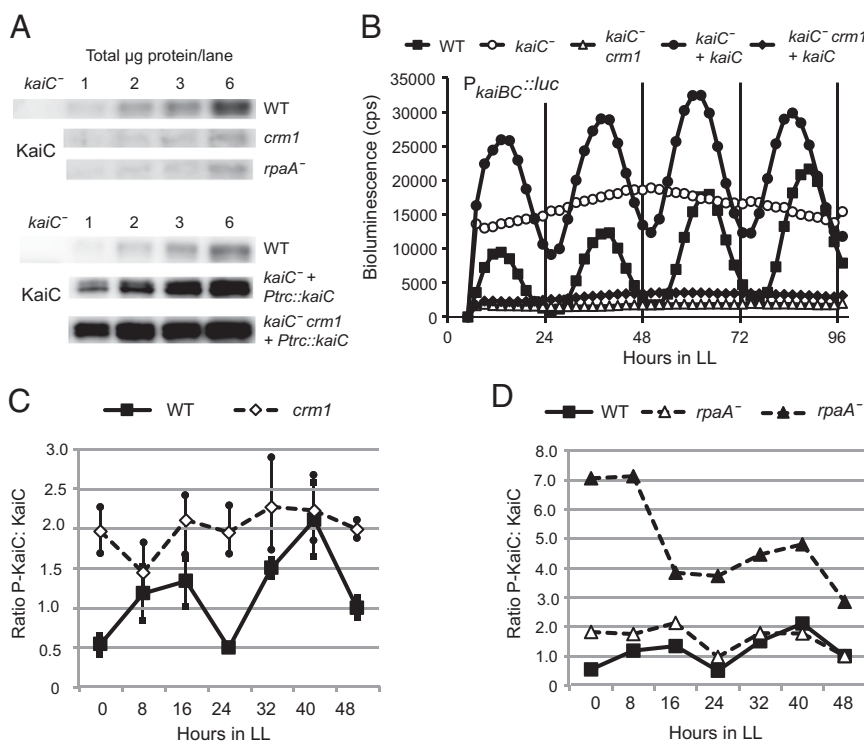 A
Total µg protein/lane
kaiC⁻ 1 2 3 6
WT
KaiC
crm1
rpaA⁻
kaiC⁻ 1 2 3 6
WT
KaiC
kaiC⁻ + Ptrc::kaiC
kaiC⁻ crm1 + Ptrc::kaiC
B
WT
kaiC⁻
kaiC⁻ crm1
kaiC⁻ + kaiC
kaiC⁻ crm1 + kaiC
PkaiBC::luc
Bioluminescence (cps)
35000
30000
25000
20000
15000
10000
5000
0
0 24 48 72 96
Hours in LL
C
WT
crm1
Ratio P-KaiC: KaiC
3.0
2.5
2.0
1.5
1.0
0.5
0
0 8 16 24 32 40 48
Hours in LL
D
WT
rpaA⁻
rpaA⁻
Ratio P-KaiC: KaiC
8.0
7.0
6.0
5.0
4.0
3.0
2.0
1.0
0
0 8 16 24 32 40 48
Hours in LL